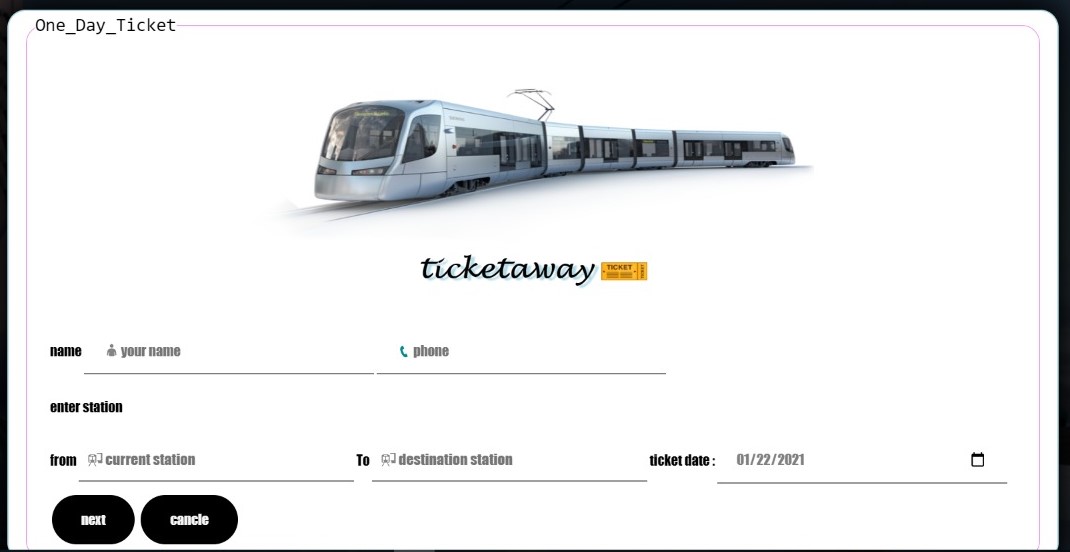 One_Day_Ticket
ticketaway TICKET
name your name phone
enter station
from current station To destination station ticket date : 01/22/2021
next cancle